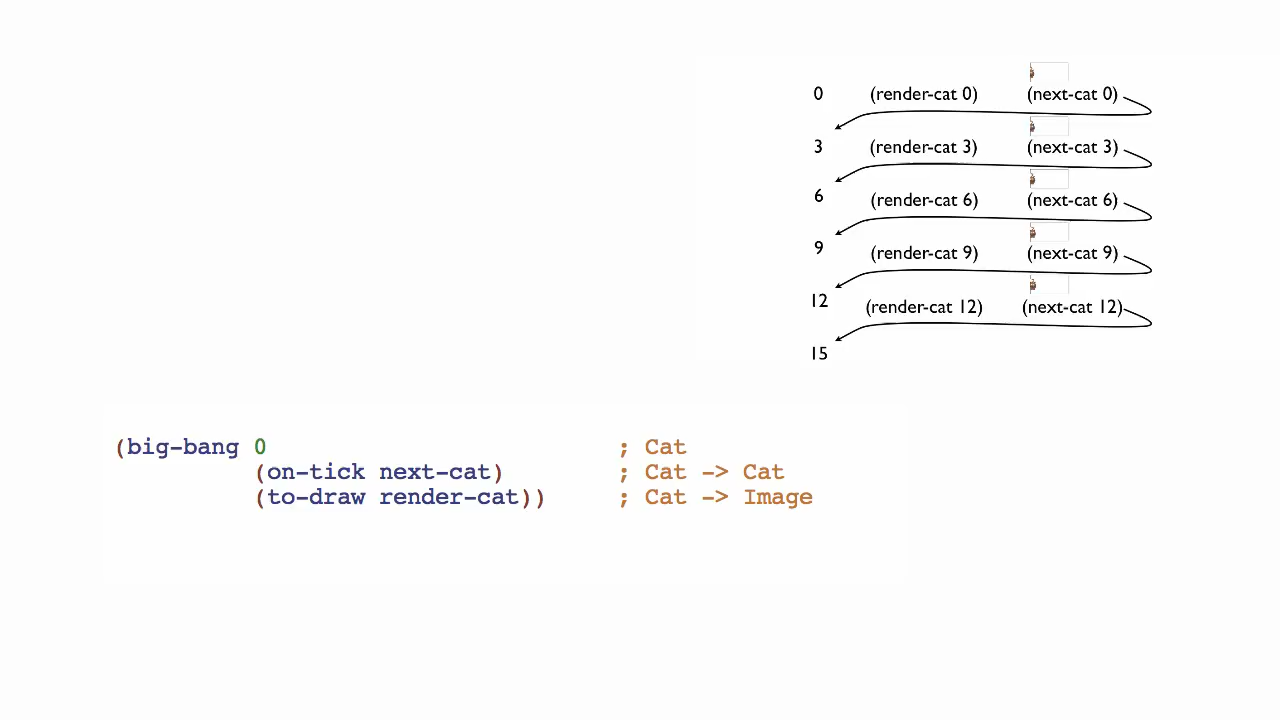 0 (render-cat 0) (next-cat 0)
3 (render-cat 3) (next-cat 3)
6 (render-cat 6) (next-cat 6)
9 (render-cat 9) (next-cat 9)
12 (render-cat 12) (next-cat 12)
15
(big-bang 0 ; Cat
(on-tick next-cat) ; Cat -> Cat
(to-draw render-cat)) ; Cat -> Image